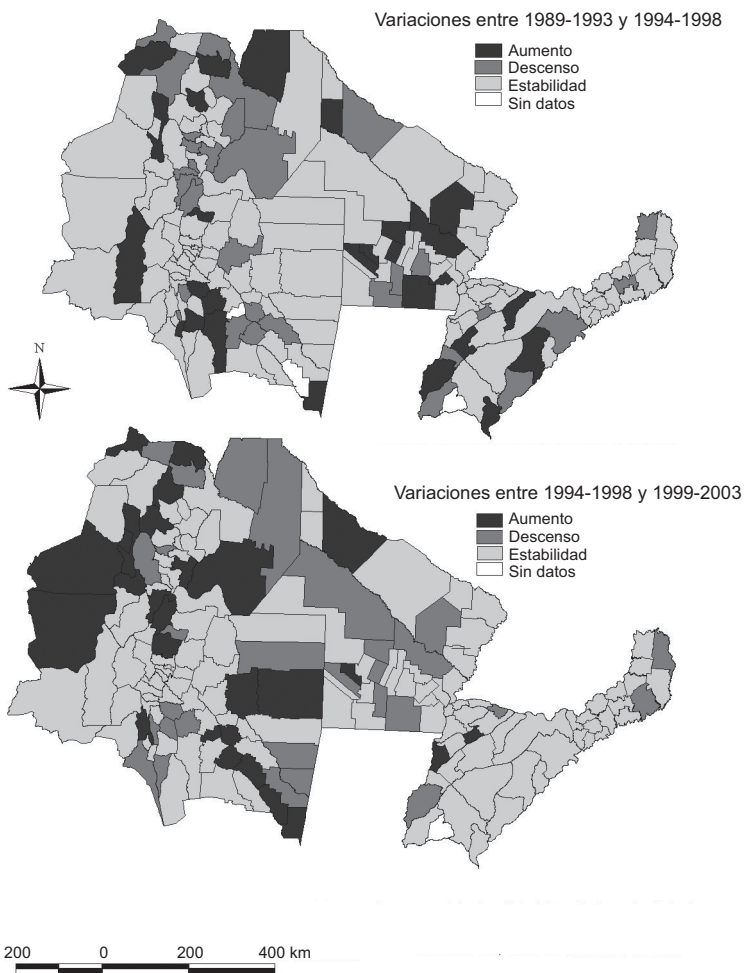 Variaciones entre 1989-1993 y 1994-1998
Aumento
Descenso
Estabilidad
Sin datos
N
Variaciones entre 1994-1998 y 1999-2003
Aumento
Descenso
Estabilidad
Sin datos
200 0 200 400 km